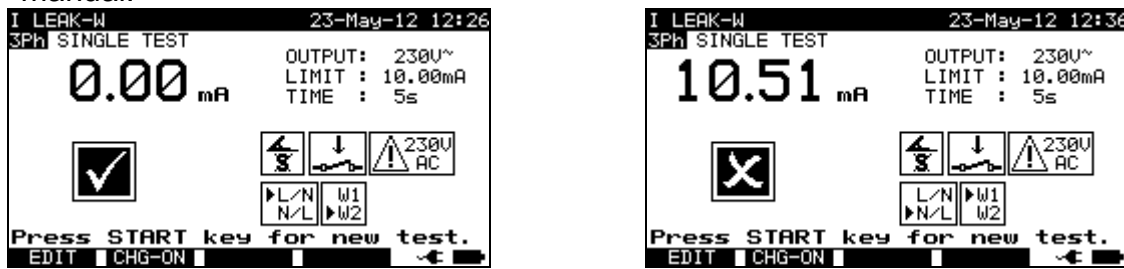 manual.
I LEAK-W 23-May-12 12:26
3Ph SINGLE TEST
0.00 mA
OUTPUT: 230V~
LIMIT : 10.00mA
TIME : 5s
230V
AC
▶L/N W1
N/L ▶W2
Press START key for new test.
EDIT CHG-ON
I LEAK-W 23-May-12 12:36
3Ph SINGLE TEST
10.51 mA
OUTPUT: 230V~
LIMIT : 10.00mA
TIME : 5s
230V
AC
L/N ▶W1
▶N/L W2
Press START key for new test.
EDIT CHG-ON